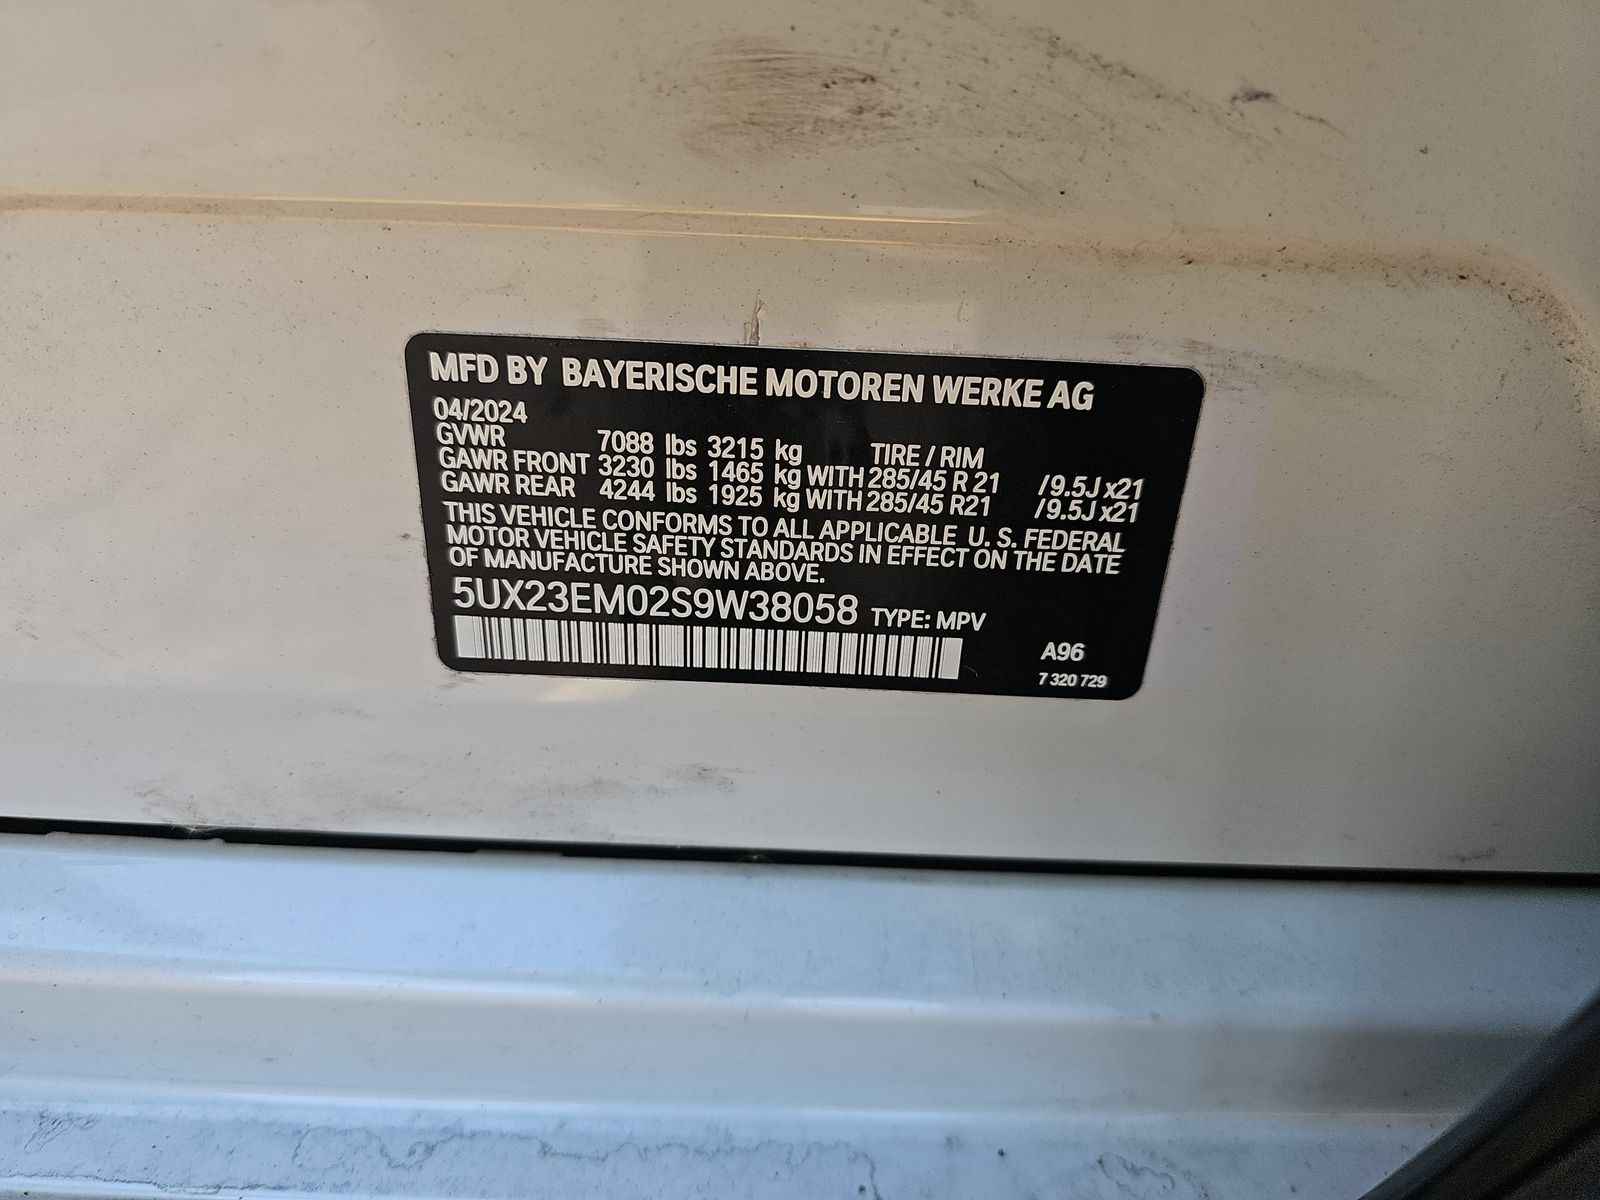 MFD BY BAYERISCHE MOTOREN WERKE AG
04/2024
GVWR 7088 lbs 3215 kg TIRE / RIM
GAWR FRONT 3230 lbs 1465 kg WITH 285/45 R 21 /9.5J x21
GAWR REAR 4244 lbs 1925 kg WITH 285/45 R21 /9.5J x21
THIS VEHICLE CONFORMS TO ALL APPLICABLE U. S. FEDERAL
MOTOR VEHICLE SAFETY STANDARDS IN EFFECT ON THE DATE
OF MANUFACTURE SHOWN ABOVE.
5UX23EM02S9W38058 TYPE: MPV
A96
7 320 729